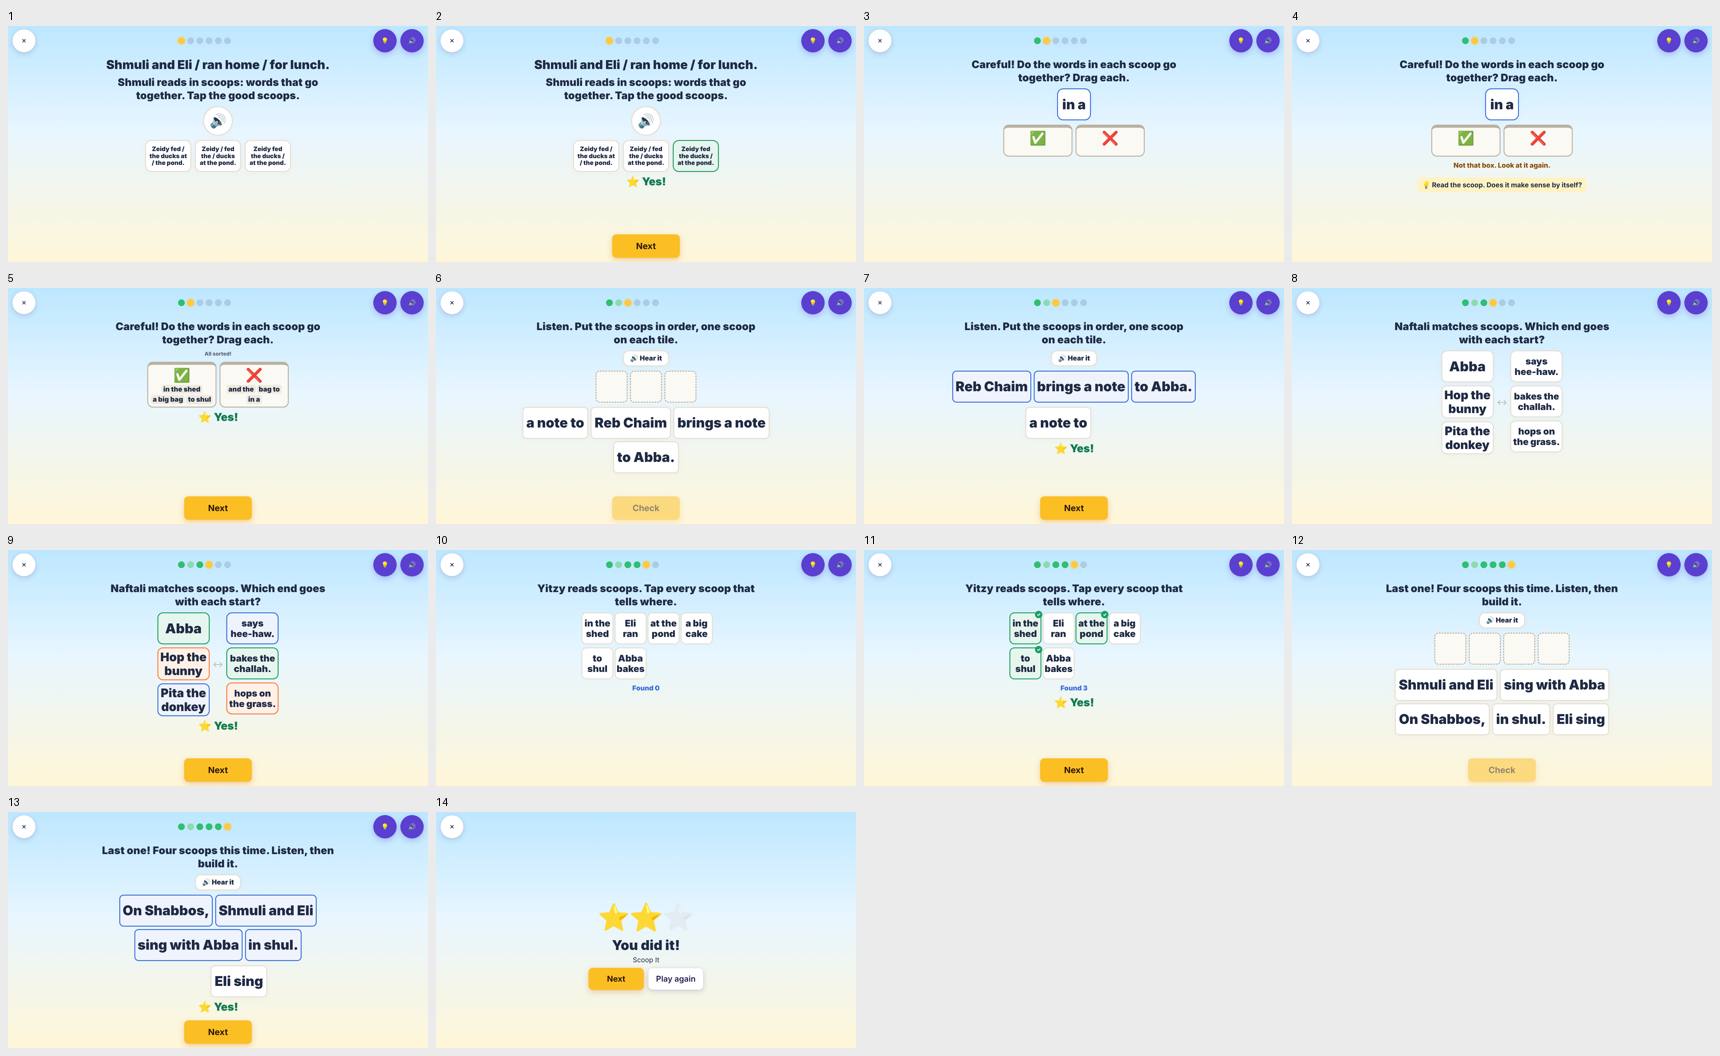 1
×
Shmuli and Eli / ran home / for lunch.
Shmuli reads in scoops: words that go
together. Tap the good scoops.
Zeidy fed /
the ducks at
/ the pond.
Zeidy / fed
the / ducks
at the pond.
Zeidy fed
the ducks /
at the pond.
2
×
Shmuli and Eli / ran home / for lunch.
Shmuli reads in scoops: words that go
together. Tap the good scoops.
Zeidy fed /
the ducks at
/ the pond.
Zeidy / fed
the / ducks
at the pond.
Zeidy fed
the ducks /
at the pond.
Yes!
Next
3
×
Careful! Do the words in each scoop go
together? Drag each.
in a
4
×
Careful! Do the words in each scoop go
together? Drag each.
in a
Not that box. Look at it again.
Read the scoop. Does it make sense by itself?
5
×
Careful! Do the words in each scoop go
together? Drag each.
All sorted!
in the shed
a big bag to shul
and the bag to
in a
Yes!
Next
6
×
Listen. Put the scoops in order, one scoop
on each tile.
Hear it
a note to Reb Chaim brings a note
to Abba.
Check
7
×
Listen. Put the scoops in order, one scoop
on each tile.
Hear it
Reb Chaim brings a note to Abba.
a note to
Yes!
Next
8
×
Naftali matches scoops. Which end goes
with each start?
Abba
says
hee-haw.
Hop the
bunny
↔
bakes the
challah.
Pita the
donkey
hops on
the grass.
9
×
Naftali matches scoops. Which end goes
with each start?
Abba
says
hee-haw.
Hop the
bunny
↔
bakes the
challah.
Pita the
donkey
hops on
the grass.
Yes!
Next
10
×
Yitzy reads scoops. Tap every scoop that
tells where.
in the
shed
Eli
ran
at the
pond
a big
cake
to
shul
Abba
bakes
Found 0
11
×
Yitzy reads scoops. Tap every scoop that
tells where.
in the
shed
Eli
ran
at the
pond
a big
cake
to
shul
Abba
bakes
Found 3
Yes!
Next
12
×
Last one! Four scoops this time. Listen, then
build it.
Hear it
Shmuli and Eli sing with Abba
On Shabbos, in shul. Eli sing
Check
13
×
Last one! Four scoops this time. Listen, then
build it.
Hear it
On Shabbos, Shmuli and Eli
sing with Abba in shul.
Eli sing
Yes!
Next
14
×
You did it!
Scoop It
Next Play again